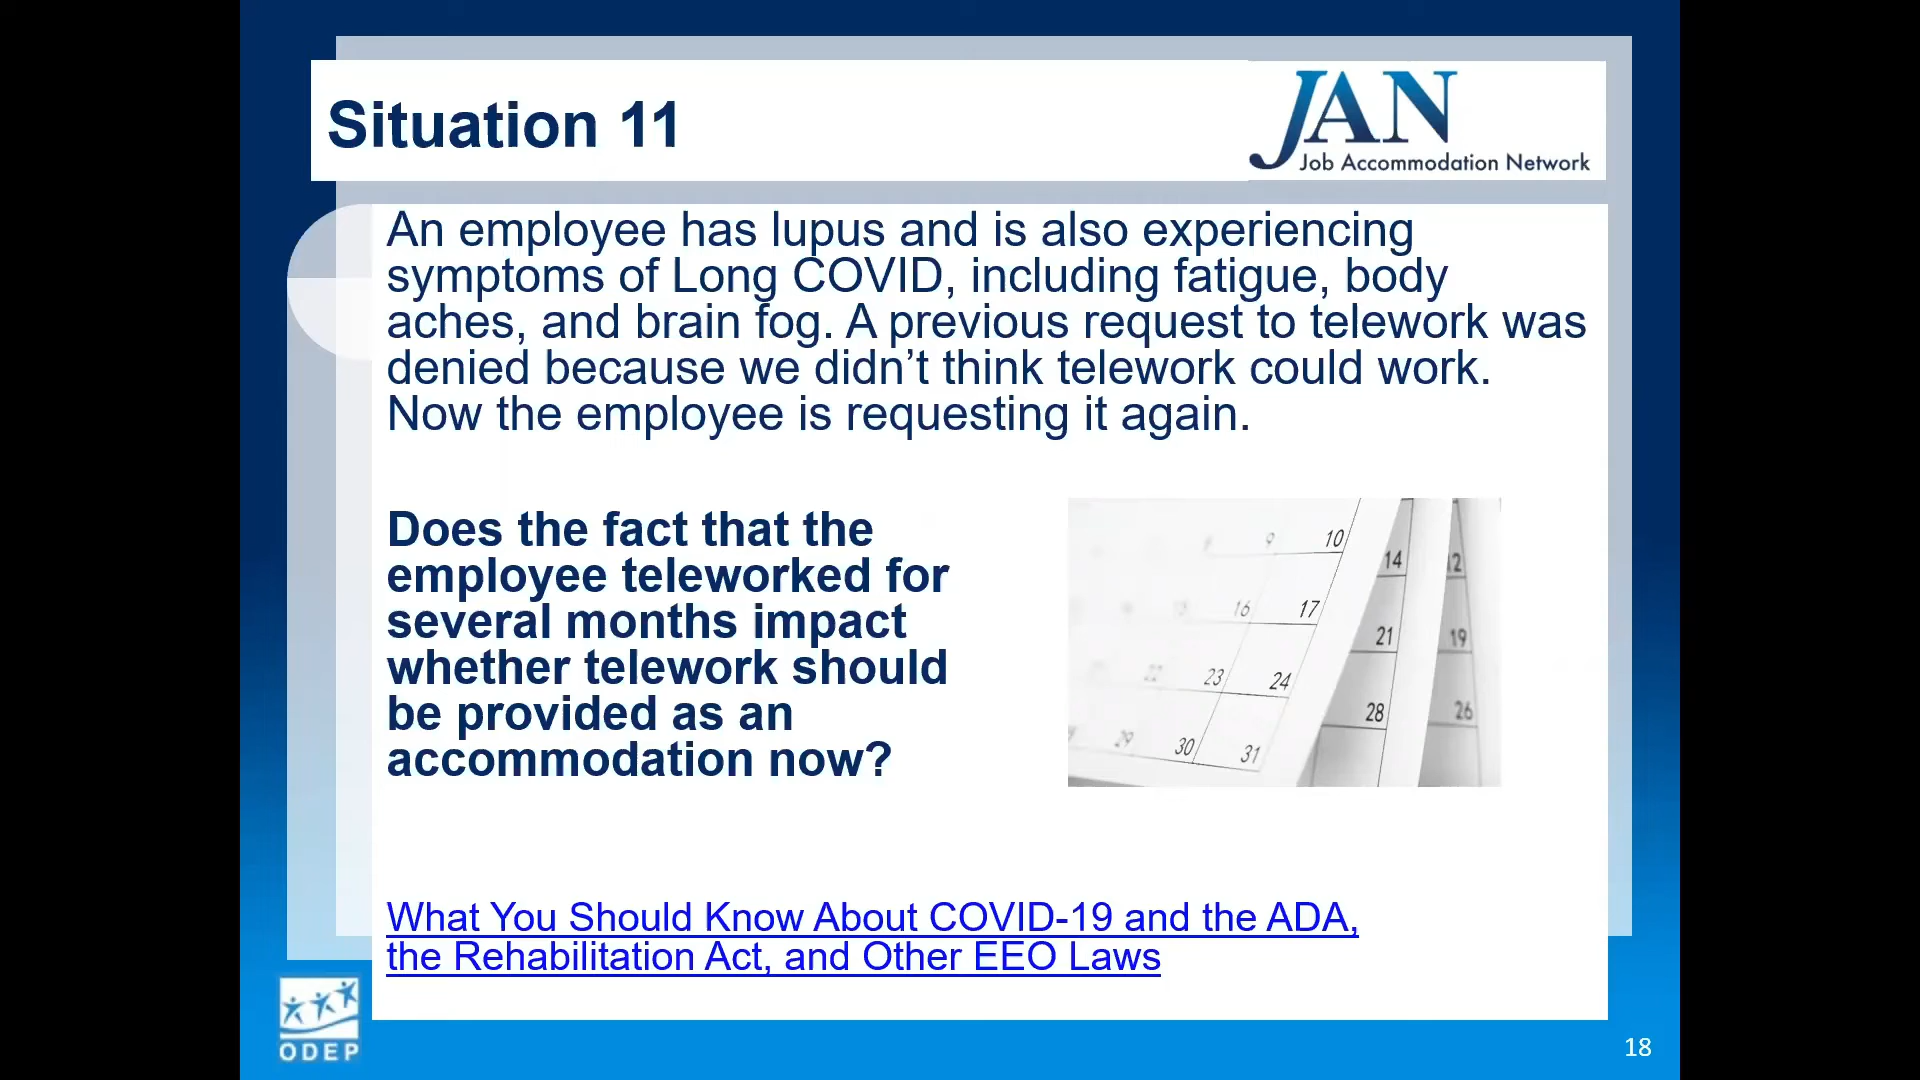 Situation 11
JAN
Job Accommodation Network
An employee has lupus and is also experiencing
symptoms of Long COVID, including fatigue, body
aches, and brain fog. A previous request to telework was
denied because we didn’t think telework could work.
Now the employee is requesting it again.
Does the fact that the
employee teleworked for
several months impact
whether telework should
be provided as an
accommodation now?
9 10
16 17
22 23 24
29 30 31
14
21
28
12
19
26
What You Should Know About COVID-19 and the ADA,
the Rehabilitation Act, and Other EEO Laws
ODEP
18